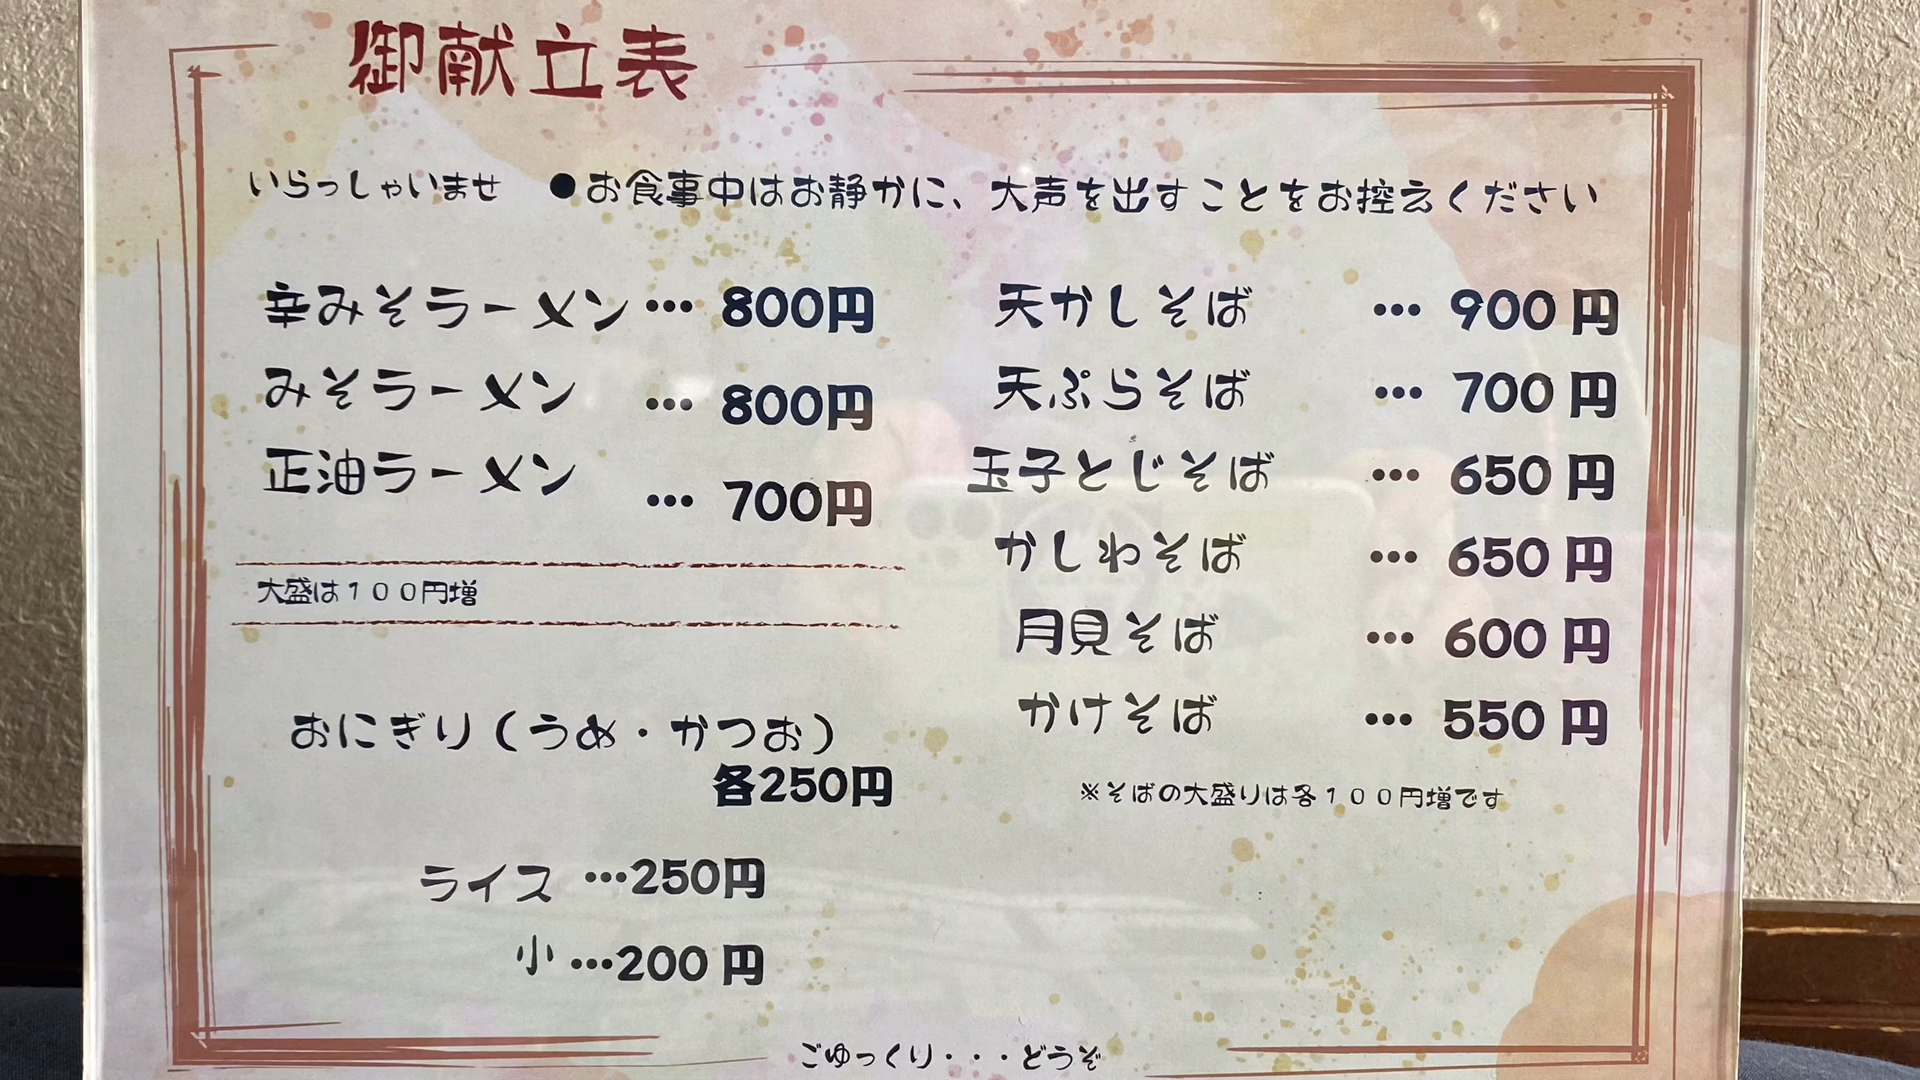 御献立表
いらっしゃいませ ●お食事中はお静かに、大声を出すことをお控えください
辛みそラーメン… 800円
みそラーメン … 800円
正油ラーメン … 700円
大盛は１００円増
おにぎり(うめ・かつお)
各250円
ライス …250円
小 …200円
天かしそば … 900円
天ぷらそば … 700円
玉子とじそば … 650円
かしわそば … 650円
月見そば … 600円
かけそば … 550円
※そばの大盛りは各１００円増です
ごゆっくり・・・どうぞ